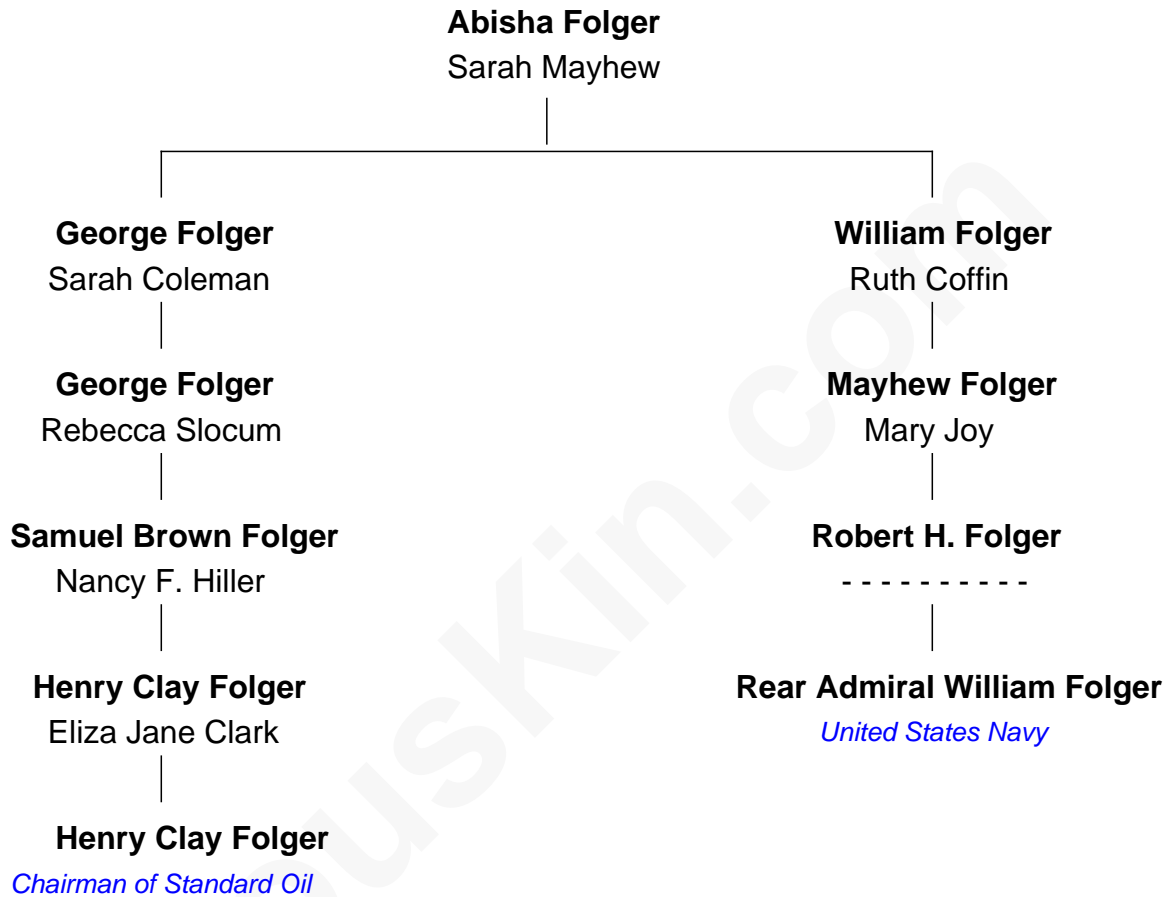 Abisha Folger
Sarah Mayhew
George Folger
Sarah Coleman
William Folger
Ruth Coffin
George Folger
Rebecca Slocum
Mayhew Folger
Mary Joy
Samuel Brown Folger
Nancy F. Hiller
Robert H. Folger
- - - - - - - - - -
Henry Clay Folger
Eliza Jane Clark
Rear Admiral William Folger
United States Navy
Henry Clay Folger
Chairman of Standard Oil
ousKin.com